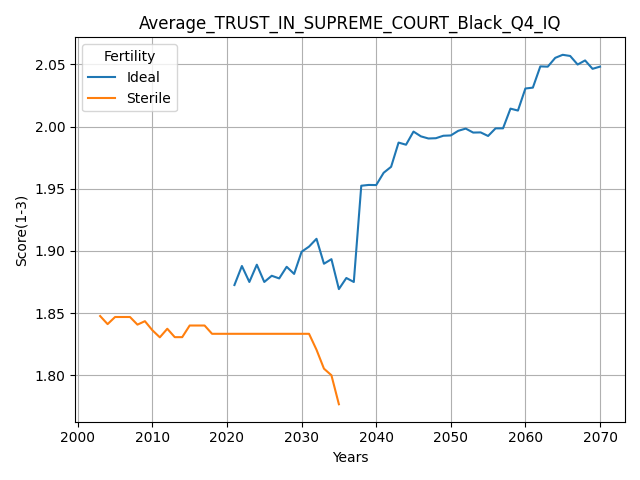 Average_TRUST_IN_SUPREME_COURT_Black_Q4_IQ
Fertility
Ideal
Sterile
Score(1-3)
2.05
2.00
1.95
1.90
1.85
1.80
2000 2010 2020 2030 2040 2050 2060 2070
Years